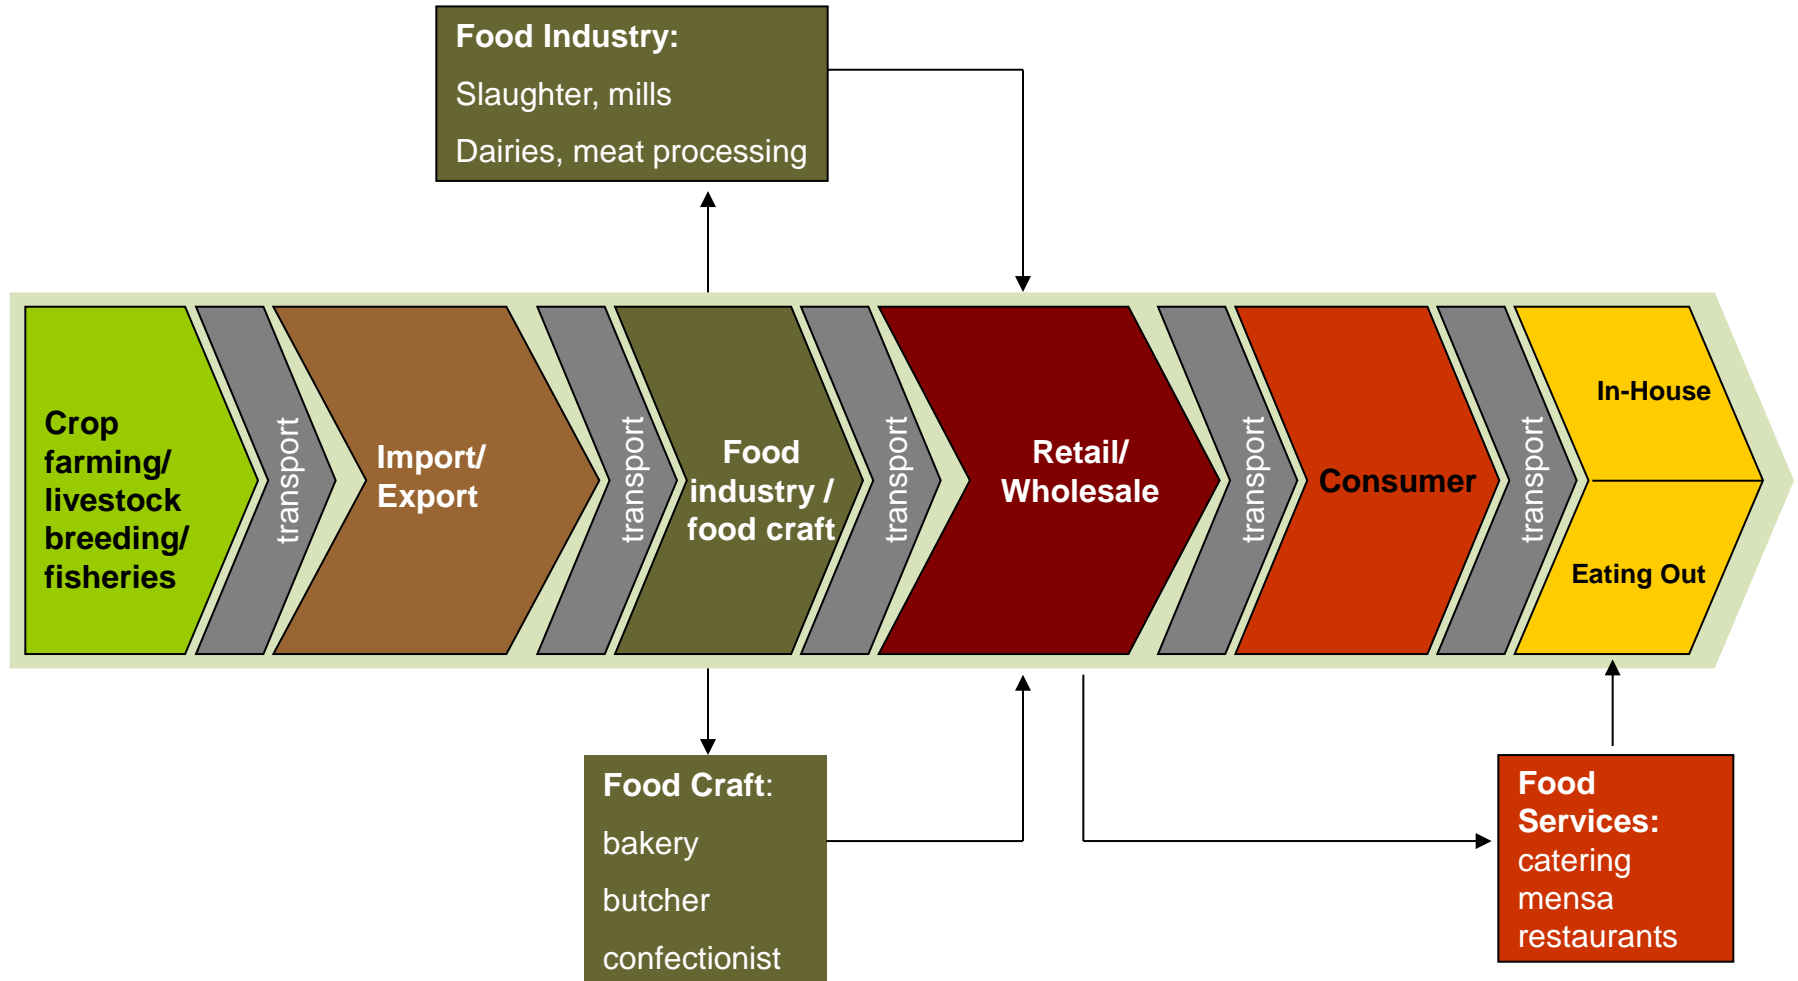 Food Industry:
Slaughter, mills
Dairies, meat processing
Crop
farming/
livestock
breeding/
fisheries
transport
Import/
Export
transport
Food
industry /
food craft
transport
Retail/
Wholesale
transport
Consumer
transport
In-House
Eating Out
Food Craft:
bakery
butcher
confectionist
Food
Services:
catering
mensa
restaurants